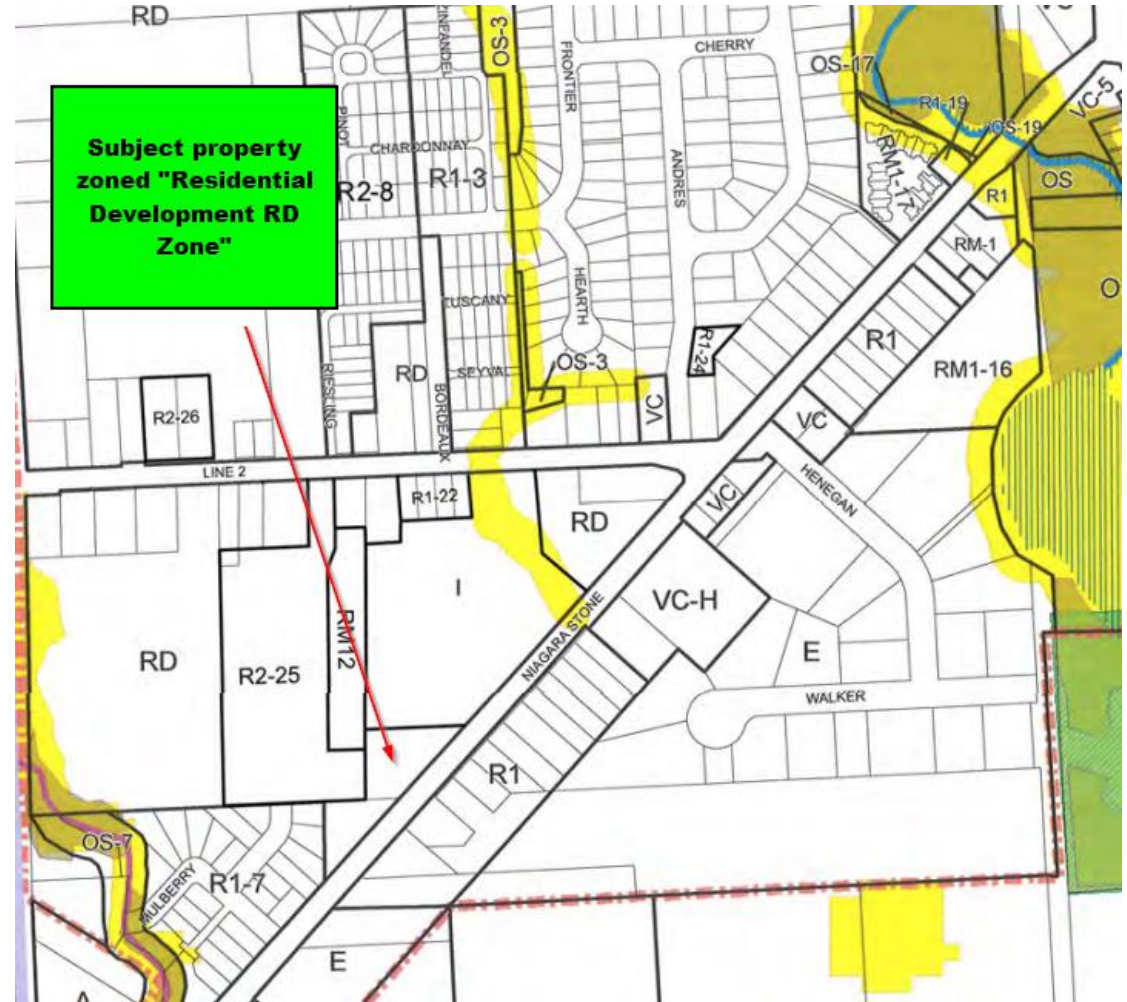 RD
ZINFANDEL
OS-3
FRONTIER
CHERRY
OS-17
VC-5
Subject property
zoned "Residential
Development RD
Zone"
PINOT
CHARDONNAY
R2-8
R1-3
ANDRES
RM1-17
R1-19
OS-19
OS
R1
RM-1
HEARTH
TUSCANY
OS-3
R1-24
R1
RM1-16
RIESLING
RD
SEYVAL
BORDEAUX
VC
VC
R2-26
LINE 2
R1-22
RD
VC
HENEGAN
I
VC-H
NIAGARA STONE
RD
R2-25
RM12
E
WALKER
R1
OS-7
MULBERRY
R1-7
E